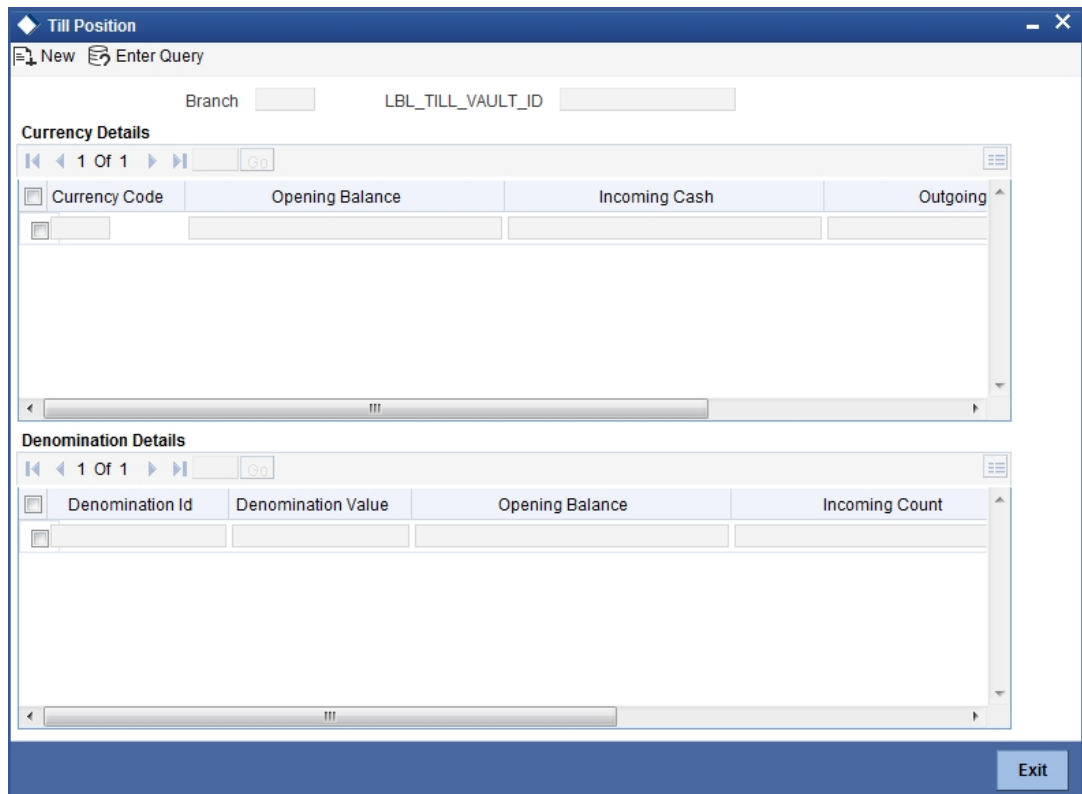 Till Position
New Enter Query
Branch LBL_TILL_VAULT_ID
Currency Details
1 Of 1 Go
Currency Code Opening Balance Incoming Cash Outgoing
Denomination Details
1 Of 1 Go
Denomination Id Denomination Value Opening Balance Incoming Count
Exit